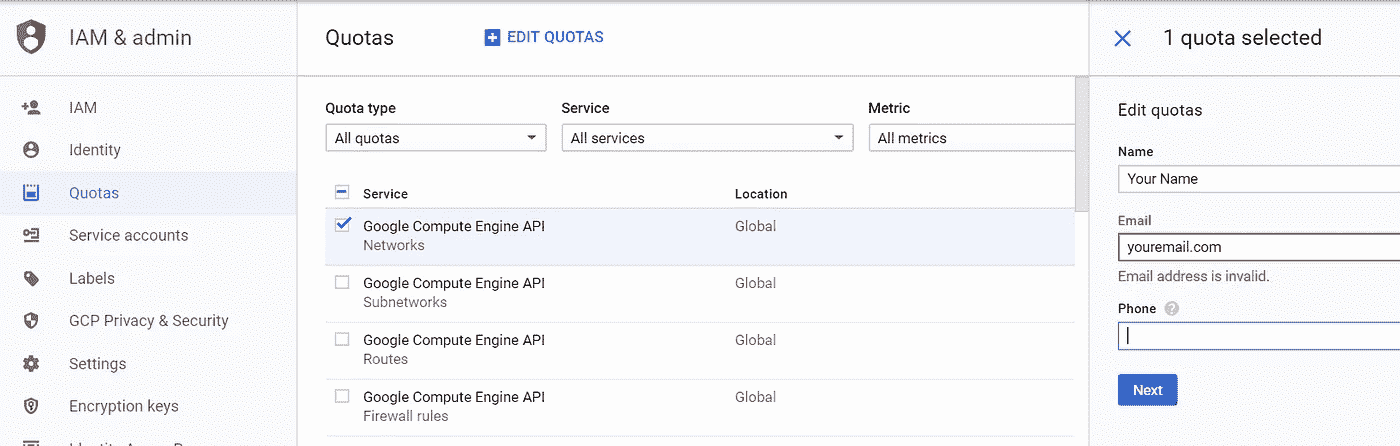 IAM & admin
IAM
Identity
Quotas
Service accounts
Labels
GCP Privacy & Security
Settings
Encryption keys
Quotas
EDIT QUOTAS
Quota type
Service
Metric
All quotas
All services
All metrics
Service
Location
Google Compute Engine API
Global
Networks
Google Compute Engine API
Global
Subnetworks
Google Compute Engine API
Global
Routes
Google Compute Engine API
Global
Firewall rules
1 quota selected
Edit quotas
Name
Your Name
Email
youremail.com
Email address is invalid.
Phone ?
Next